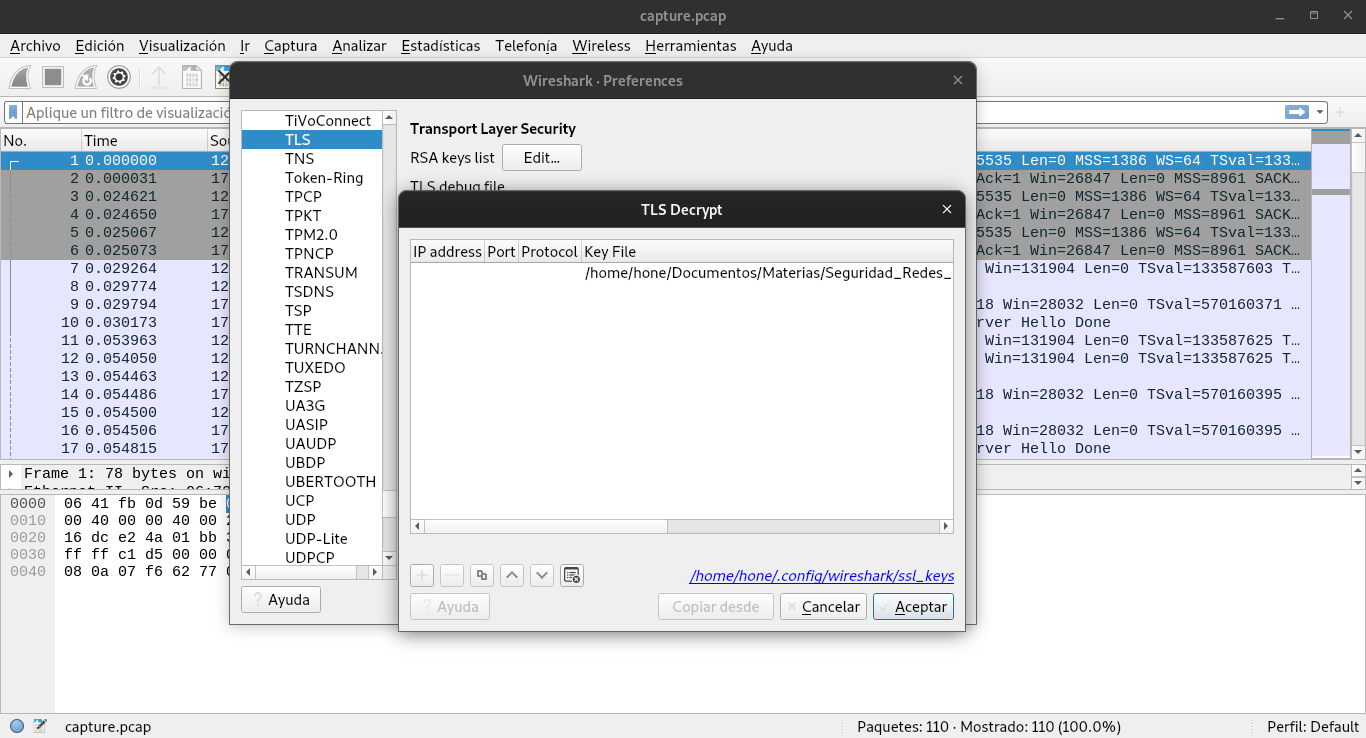 capture.pcap
Archivo Edición Visualización Ir Captura Analizar Estadísticas Telefonía Wireless Herramientas Ayuda
Wireshark · Preferences
Aplique un filtro de visualizació
No. Time Sou
1 0.000000 12
2 0.000031 17
3 0.024621 12
4 0.024650 17
5 0.025067 12
6 0.025073 17
7 0.029264 12
8 0.029774 12
9 0.029794 17
10 0.030173 17
11 0.053963 12
12 0.054050 12
13 0.054463 12
14 0.054486 17
15 0.054500 12
16 0.054506 17
17 0.054815 17
5535 Len=0 MSS=1386 WS=64 TSval=133…
Ack=1 Win=26847 Len=0 MSS=8961 SACK…
5535 Len=0 MSS=1386 WS=64 TSval=133…
Ack=1 Win=26847 Len=0 MSS=8961 SACK…
5535 Len=0 MSS=1386 WS=64 TSval=133…
Ack=1 Win=26847 Len=0 MSS=8961 SACK…
Win=131904 Len=0 TSval=133587603 T…
18 Win=28032 Len=0 TSval=570160371 …
rver Hello Done
Win=131904 Len=0 TSval=133587625 T…
Win=131904 Len=0 TSval=133587625 T…
18 Win=28032 Len=0 TSval=570160395 …
18 Win=28032 Len=0 TSval=570160395 …
rver Hello Done
TiVoConnect
TLS
TNS
Token-Ring
TPCP
TPKT
TPM2.0
TPNCP
TRANSUM
TSDNS
TSP
TTE
TURNCHANN.
TUXEDO
TZSP
UA3G
UASIP
UAUDP
UBDP
UBERTOOTH
UCP
UDP
UDP-Lite
UDPCP
? Ayuda
Transport Layer Security
RSA keys list Edit...
TLS debug file
TLS Decrypt
IP address Port Protocol Key File
/home/hone/Documentos/Materias/Seguridad_Redes_
/home/hone/.config/wireshark/ssl_keys
? Ayuda Copiar desde Cancelar Aceptar
Frame 1: 78 bytes on wi
0000 06 41 fb 0d 59 be
0010 00 40 00 00 40 00
0020 16 dc e2 4a 01 bb
0030 ff ff c1 d5 00 00
0040 08 0a 07 f6 62 77
capture.pcap Paquetes: 110 · Mostrado: 110 (100.0%) Perfil: Default